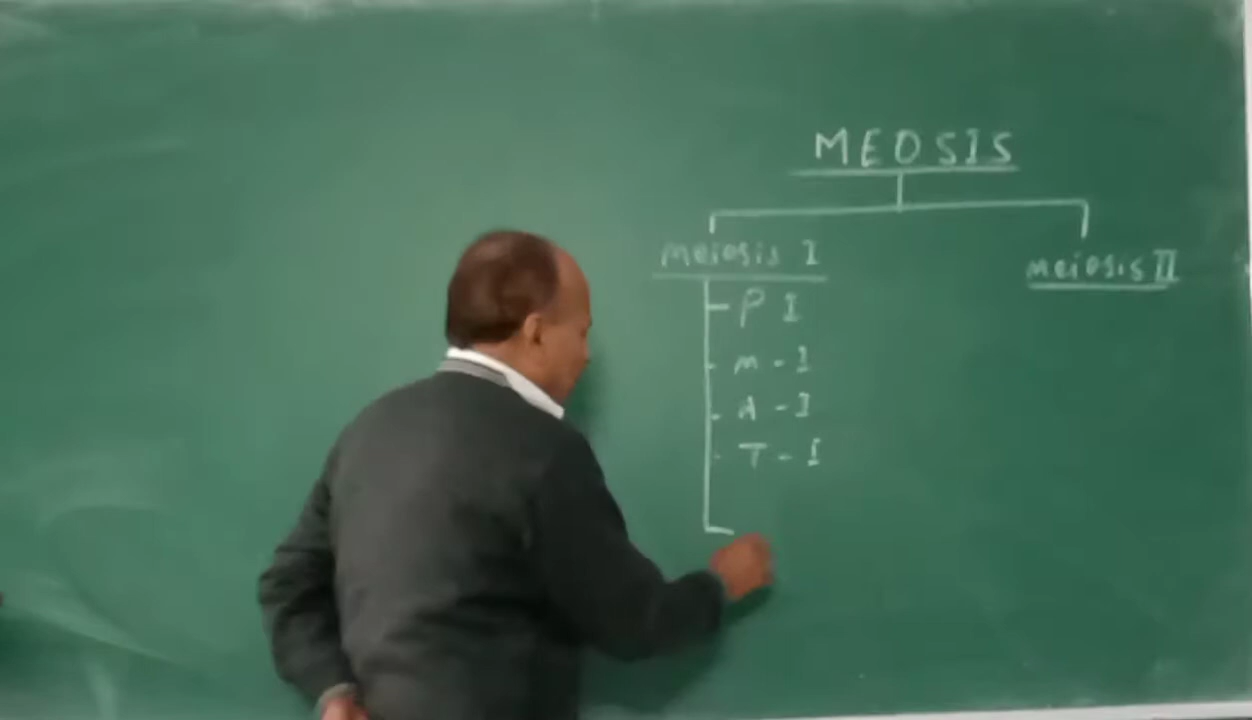 MEOSIS
meiosis I
meiosis II
P I
M - I
A - I
T - I